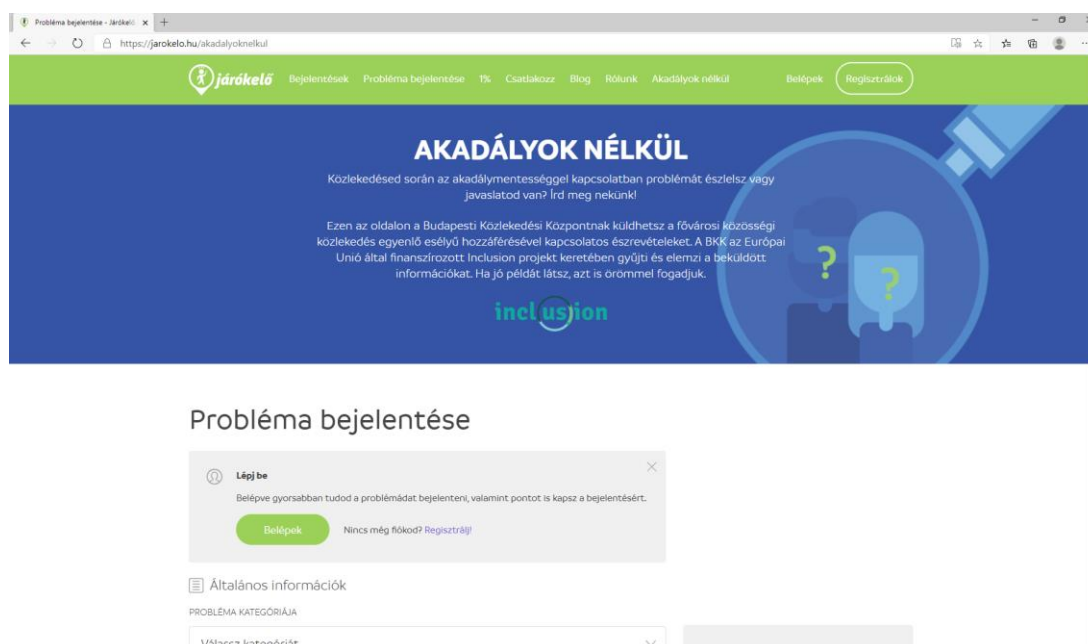 Probléma bejelentése - Járókelő
https://jarokelo.hu/akadalyoknelkul
járókelő Bejelentések Probléma bejelentése 1% Csatlakozz Blog Rólunk Akadályok nélkül Belépek Regisztrálok
AKADÁLYOK NÉLKÜL
Közlekedésed során az akadálymentességgel kapcsolatban problémát észlelsz vagy
javaslatod van? Írd meg nekünk!
Ezen az oldalon a Budapesti Közlekedési Központnak küldhetsz a fővárosi közösségi
közlekedés egyenlő esélyű hozzáférésével kapcsolatos észrevételeket. A BKK az Európai
Unió által finanszírozott Inclusion projekt keretében gyűjti és elemzi a beküldött
információkat. Ha jó példát látsz, azt is örömmel fogadjuk.
? ?
inclusion
Probléma bejelentése
Lépj be
Belépve gyorsabban tudod a problémádat bejelenteni, valamint pontot is kapsz a bejelentésért.
Belépek Nincs még fiókod? Regisztrálj!
Általános információk
PROBLÉMA KATEGÓRIÁJA
Válassz kategóriát